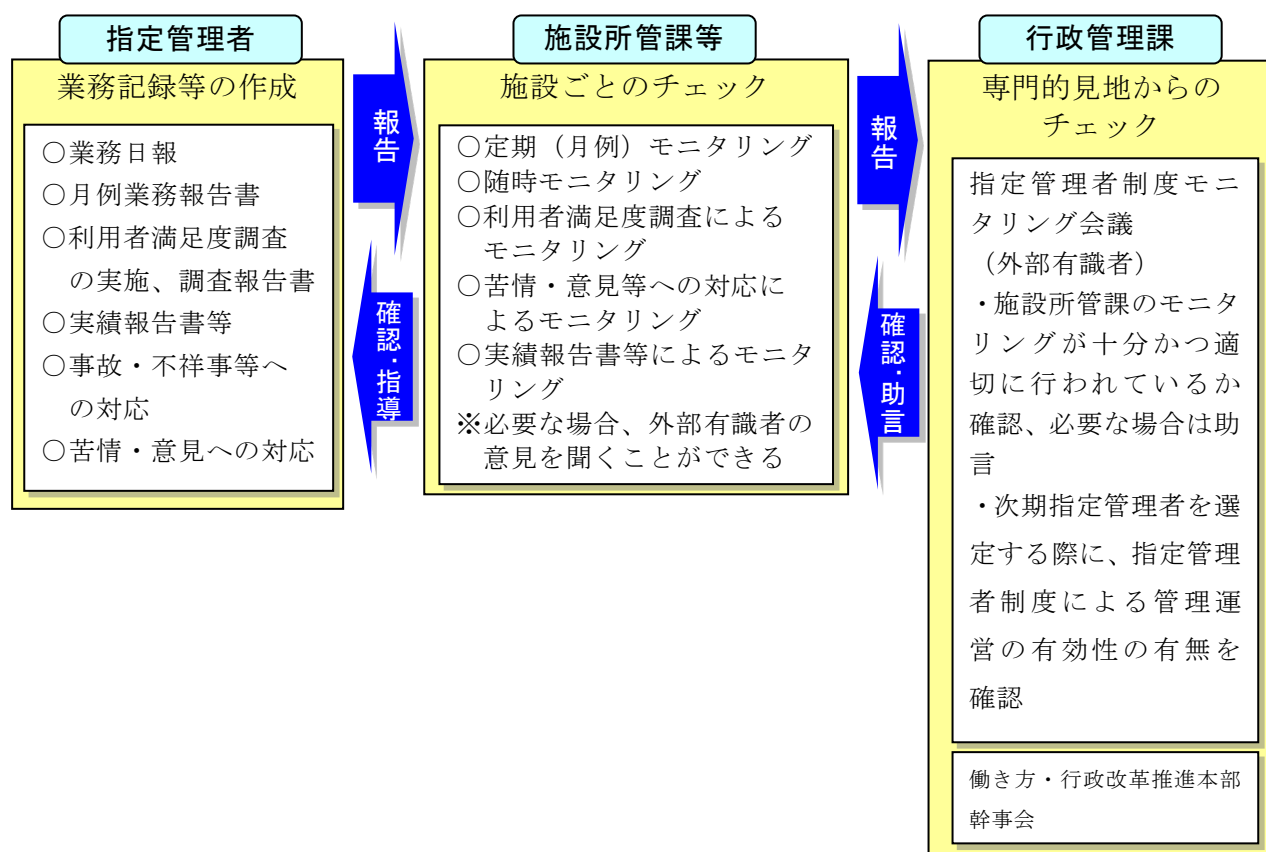 指定管理者
業務記録等の作成
○業務日報
○月例業務報告書
○利用者満足度調査
の実施、調査報告書
○実績報告書等
○事故・不祥事等へ
の対応
○苦情・意見への対応
報告
確認・指導
施設所管課等
施設ごとのチェック
○定期（月例）モニタリング
○随時モニタリング
○利用者満足度調査による
モニタリング
○苦情・意見等への対応に
よるモニタリング
○実績報告書等によるモニタ
リング
※必要な場合、外部有識者の
意見を聞くことができる
報告
確認・助言
行政管理課
専門的見地からの
チェック
指定管理者制度モニ
タリング会議
（外部有識者）
・施設所管課のモニタ
リングが十分かつ適
切に行われているか
確認、必要な場合は助
言
・次期指定管理者を選
定する際に、指定管理
者制度による管理運
営の有効性の有無を
確認
働き方・行政改革推進本部
幹事会